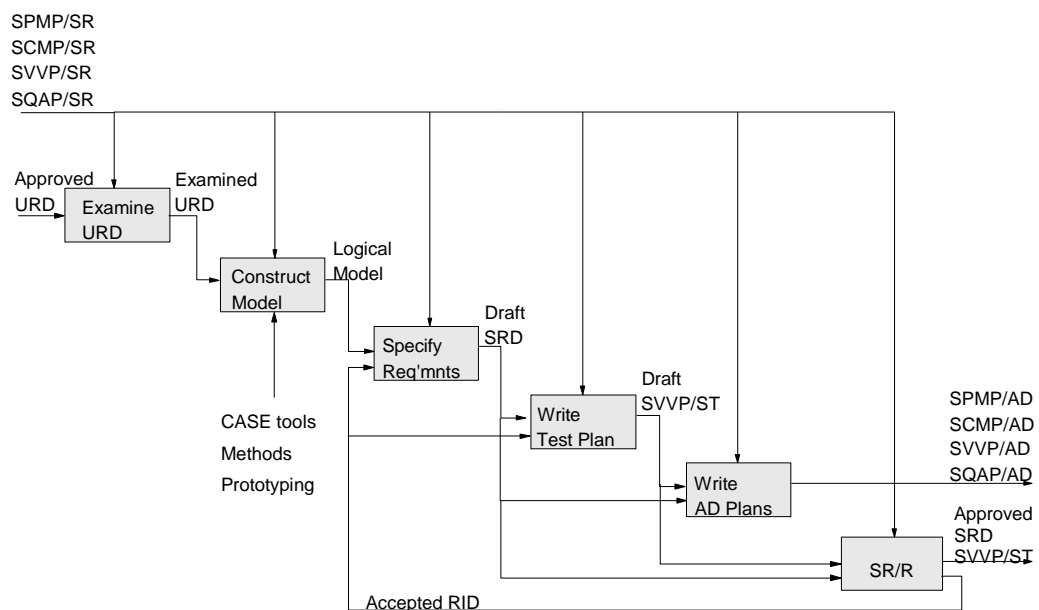 SPMP/SR
SCMP/SR
SVVP/SR
SQAP/SR
Approved
URD
Examine
URD
Examined
URD
Construct
Model
Logical
Model
CASE tools
Methods
Prototyping
Specify
Req'mnts
Draft
SRD
Write
Test Plan
Draft
SVVP/ST
Write
AD Plans
SPMP/AD
SCMP/AD
SVVP/AD
SQAP/AD
SR/R
Approved
SRD
SVVP/ST
Accepted RID